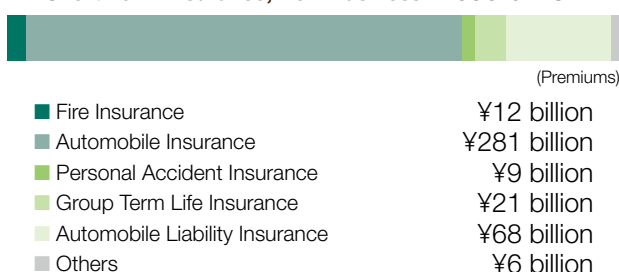 (Premiums)
Fire Insurance ¥12 billion
Automobile Insurance ¥281 billion
Personal Accident Insurance ¥9 billion
Group Term Life Insurance ¥21 billion
Automobile Liability Insurance ¥68 billion
Others ¥6 billion